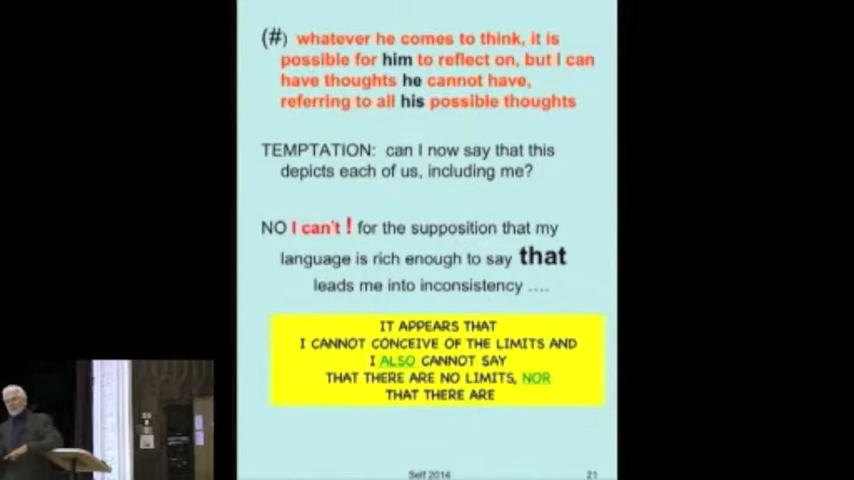 (#) whatever he comes to think, it is
possible for him to reflect on, but I can
have thoughts he cannot have,
referring to all his possible thoughts
TEMPTATION: can I now say that this
depicts each of us, including me?
NO I can't ! for the supposition that my
language is rich enough to say that
leads me into inconsistency ....
IT APPEARS THAT
I CANNOT CONCEIVE OF THE LIMITS AND
I ALSO CANNOT SAY
THAT THERE ARE NO LIMITS, NOR
THAT THERE ARE
Self 2014
21